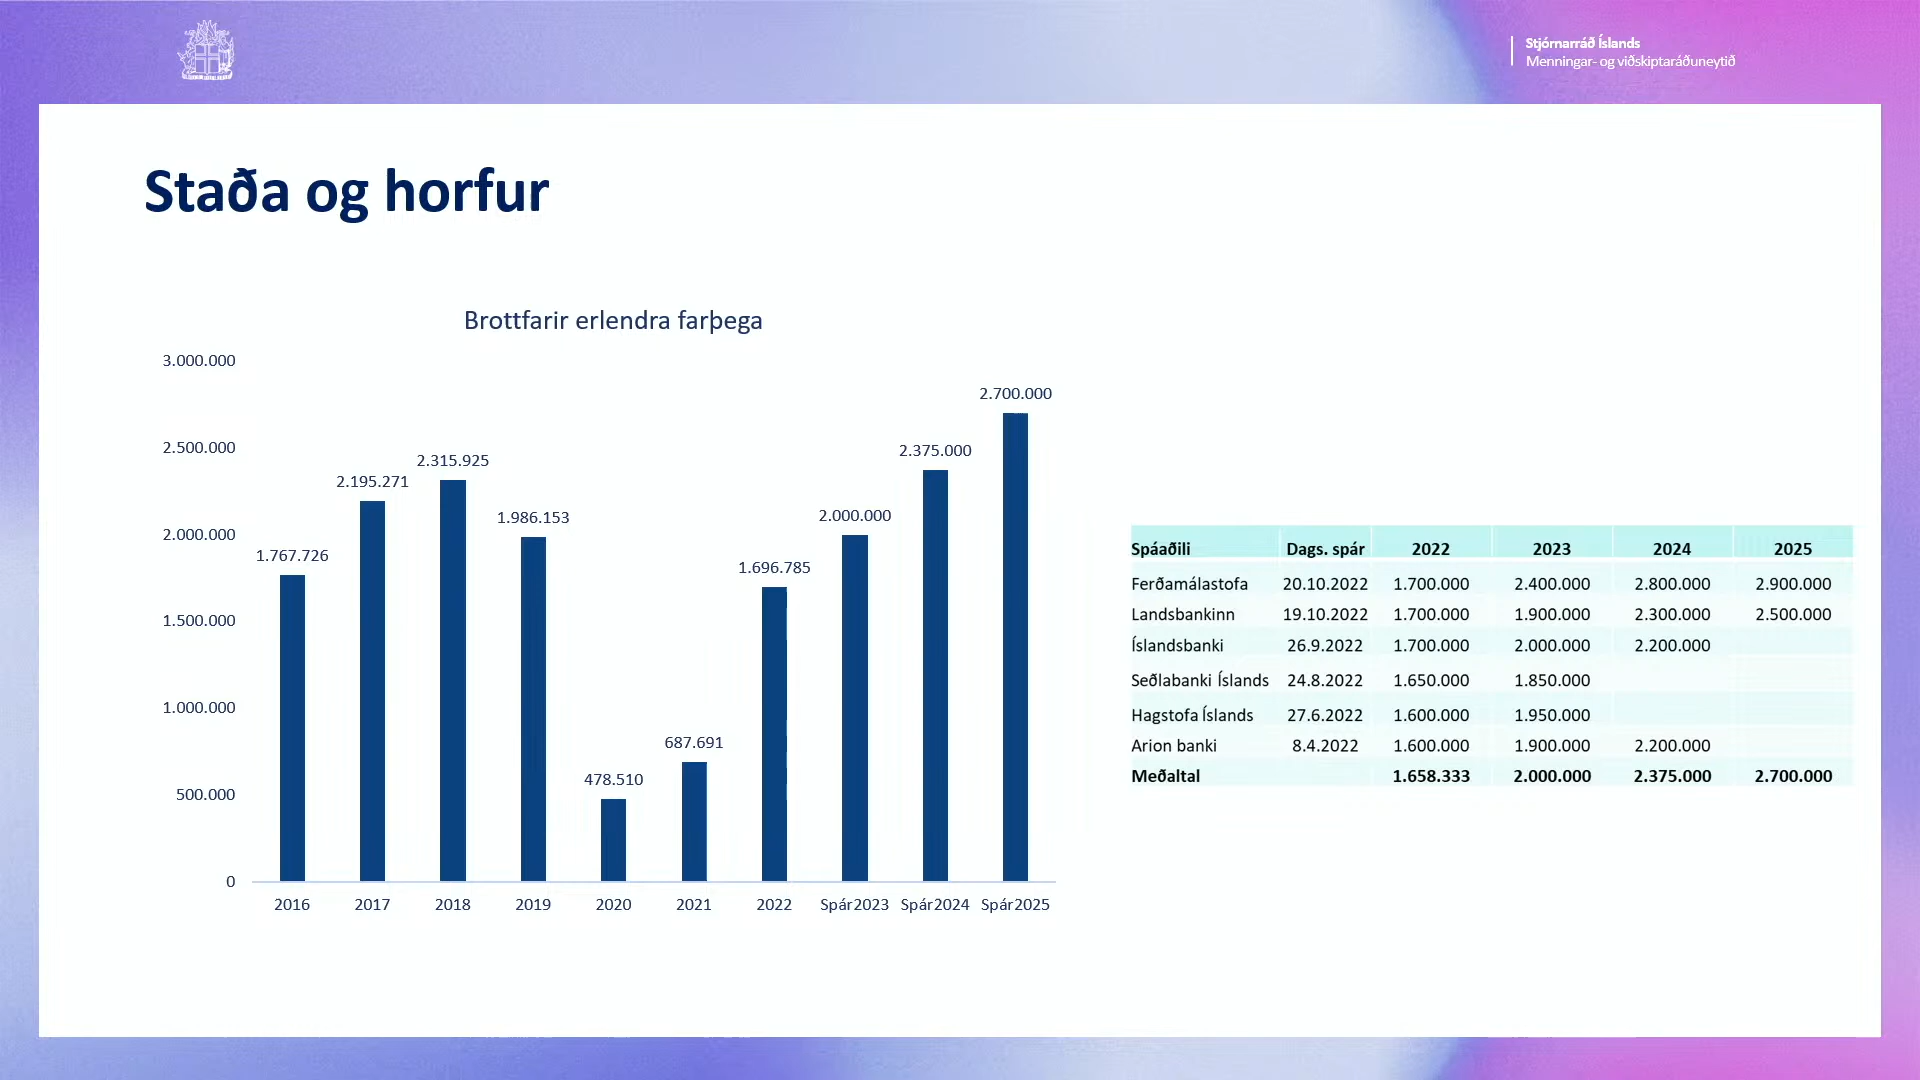 Stjórnarráð Íslands
Menningar- og viðskiptaráðuneytið
Staða og horfur
Brottfarir erlendra farþega
3.000.000
2.500.000
2.000.000
1.500.000
1.000.000
500.000
0
1.767.726
2.195.271
2.315.925
1.986.153
478.510
687.691
1.696.785
2.000.000
2.375.000
2.700.000
2016 2017 2018 2019 2020 2021 2022 Spár2023 Spár2024 Spár2025
Spáaðili Dags. spár 2022 2023 2024 2025
Ferðamálastofa 20.10.2022 1.700.000 2.400.000 2.800.000 2.900.000
Landsbankinn 19.10.2022 1.700.000 1.900.000 2.300.000 2.500.000
Íslandsbanki 26.9.2022 1.700.000 2.000.000 2.200.000
Seðlabanki Íslands 24.8.2022 1.650.000 1.850.000
Hagstofa Íslands 27.6.2022 1.600.000 1.950.000
Arion banki 8.4.2022 1.600.000 1.900.000 2.200.000
Meðaltal 1.658.333 2.000.000 2.375.000 2.700.000